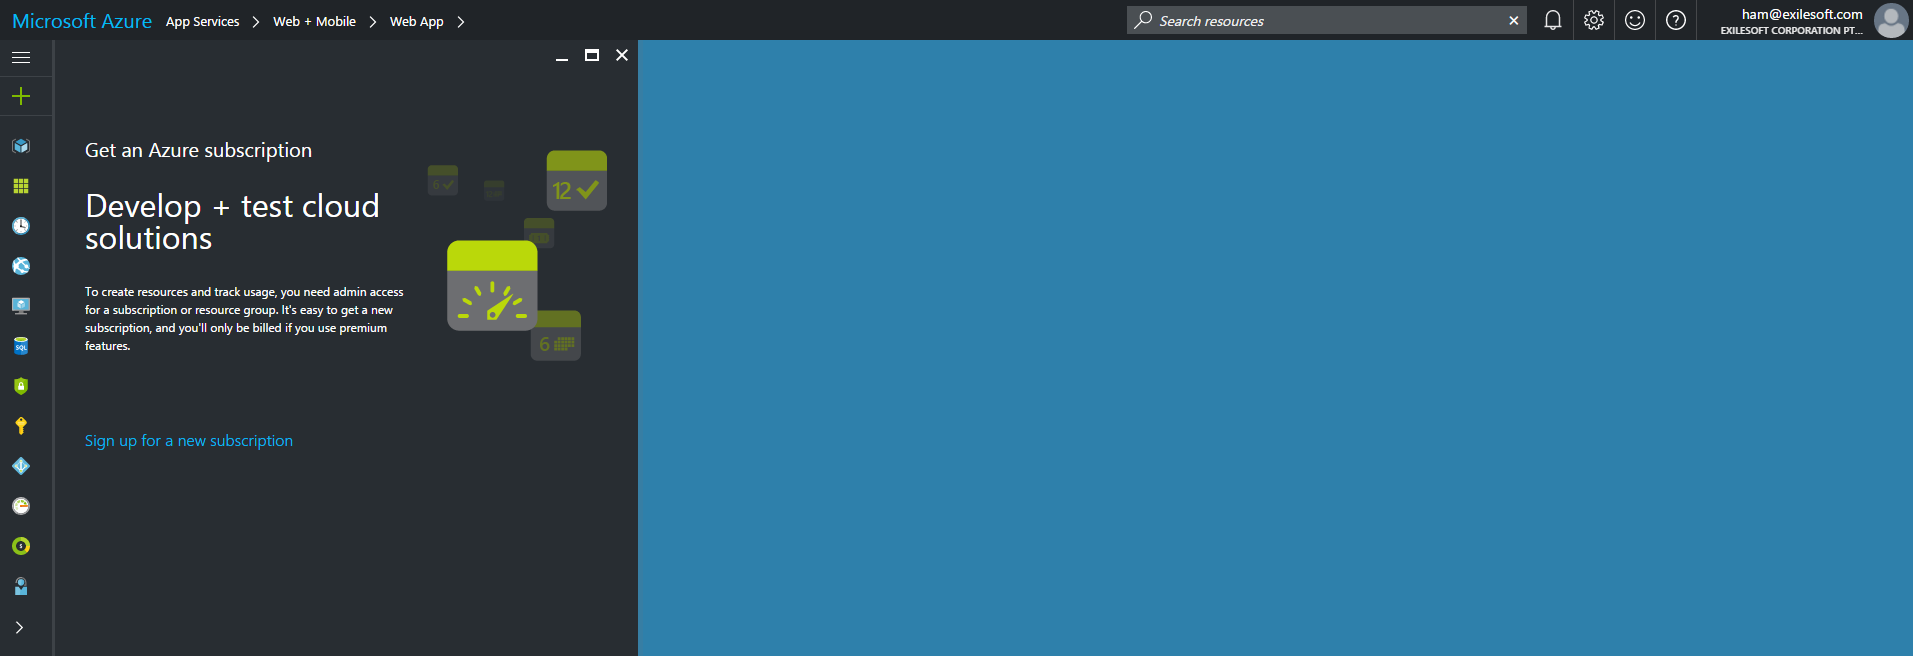 Microsoft Azure App Services > Web + Mobile > Web App >
Search resources
ham@exilesoft.com
EXILESOFT CORPORATION PT...
Get an Azure subscription
12
6
Develop + test cloud
solutions
To create resources and track usage, you need admin access
for a subscription or resource group. It's easy to get a new
subscription, and you'll only be billed if you use premium
features.
6
SQL
Sign up for a new subscription